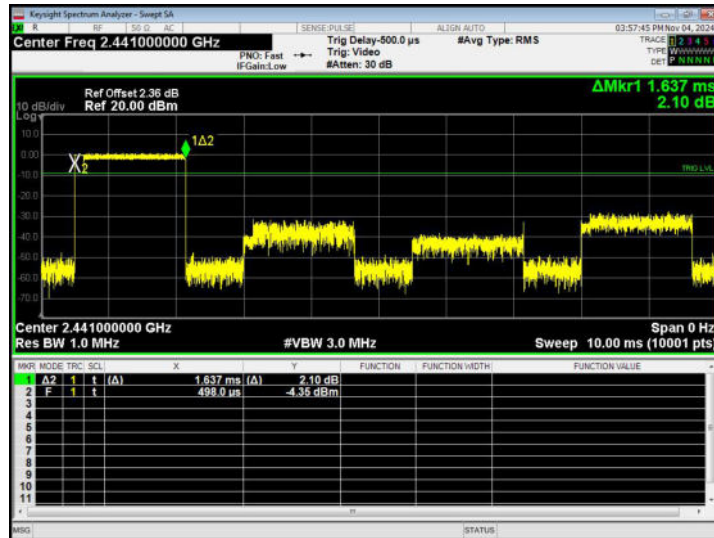 Keysight Spectrum Analyzer - Swept SA
R RF 50 Ω AC SENSE:PULSE ALIGN AUTO 03:57:45 PM Nov 04, 2024
Center Freq 2.441000000 GHz
PNO: Fast
IFGain:Low
Trig Delay-500.0 µs
Trig: Video
#Atten: 30 dB
#Avg Type: RMS
TRACE 1 2 3 4 5
TYPE
DET P N N N N
ΔMkr1 1.637 ms
2.10 dB
Ref Offset 2.36 dB
10 dB/div Ref 20.00 dBm
Log
10.0
1Δ2
0.00
2
TRIG LVL
-10.0
-20.0
-30.0
-40.0
-50.0
-60.0
-70.0
Center 2.441000000 GHz Span 0 Hz
Res BW 1.0 MHz #VBW 3.0 MHz Sweep 10.00 ms (10001 pts)
MKR MODE TRC SCL X Y FUNCTION FUNCTION WIDTH FUNCTION VALUE
1 Δ2 1 t (Δ) 1.637 ms (Δ) 2.10 dB
2 F 1 t 498.0 µs -4.35 dBm
3
4
5
6
7
8
9
10
11
MSG STATUS